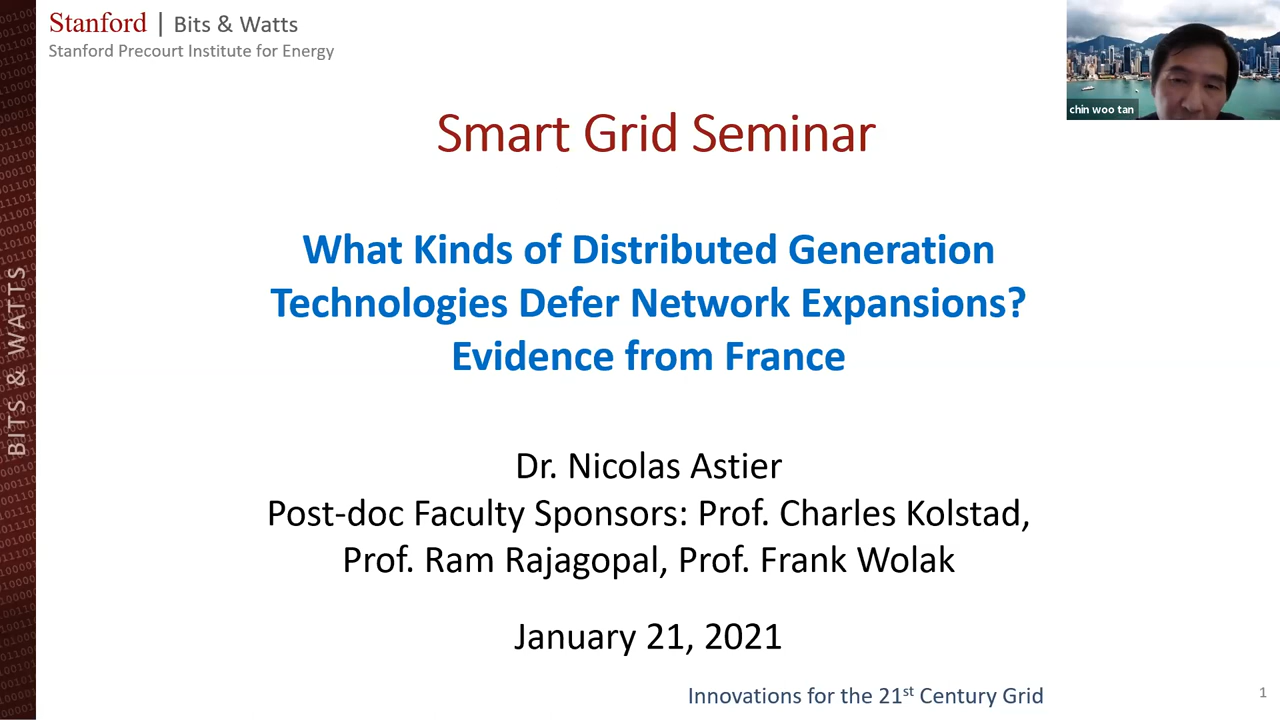 Stanford | Bits & Watts
Stanford Precourt Institute for Energy
chin woo tan
Smart Grid Seminar
What Kinds of Distributed Generation
Technologies Defer Network Expansions?
Evidence from France
BITS & WATTS
Dr. Nicolas Astier
Post-doc Faculty Sponsors: Prof. Charles Kolstad,
Prof. Ram Rajagopal, Prof. Frank Wolak
January 21, 2021
Innovations for the 21st Century Grid
1